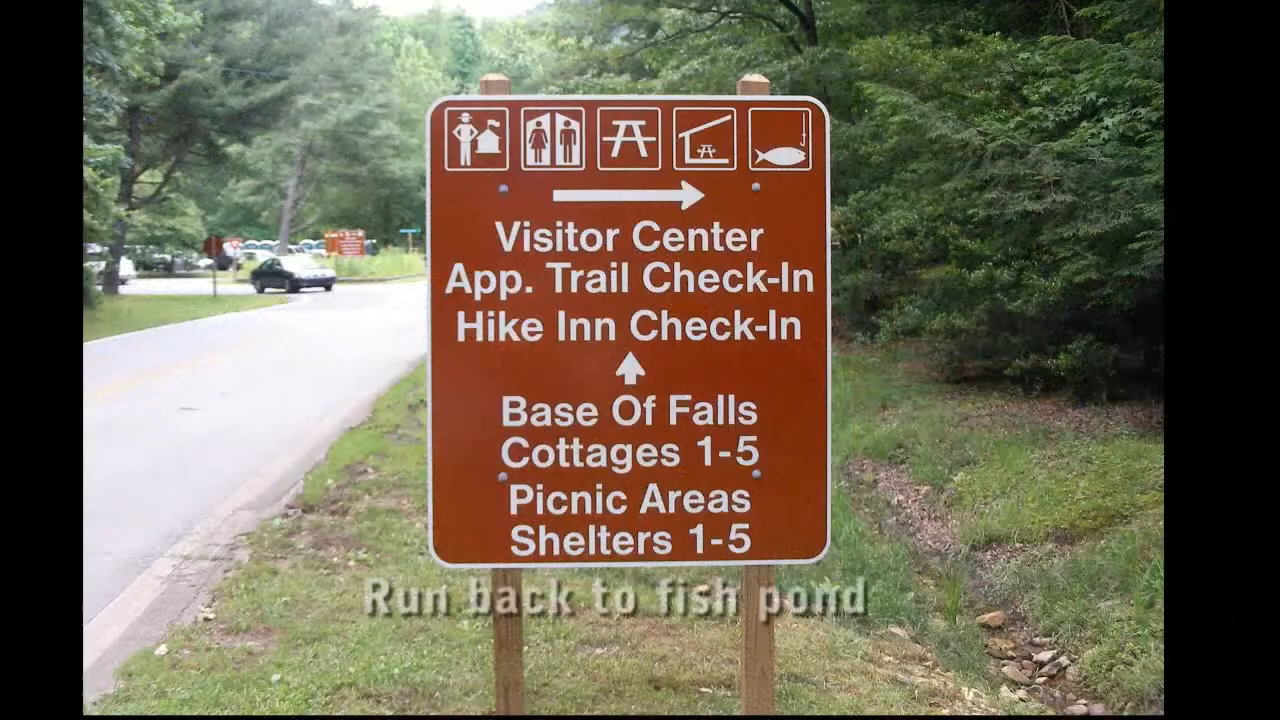 Visitor Center
App. Trail Check-In
Hike Inn Check-In
Base Of Falls
Cottages 1-5
Picnic Areas
Shelters 1-5
Run back to fish pond